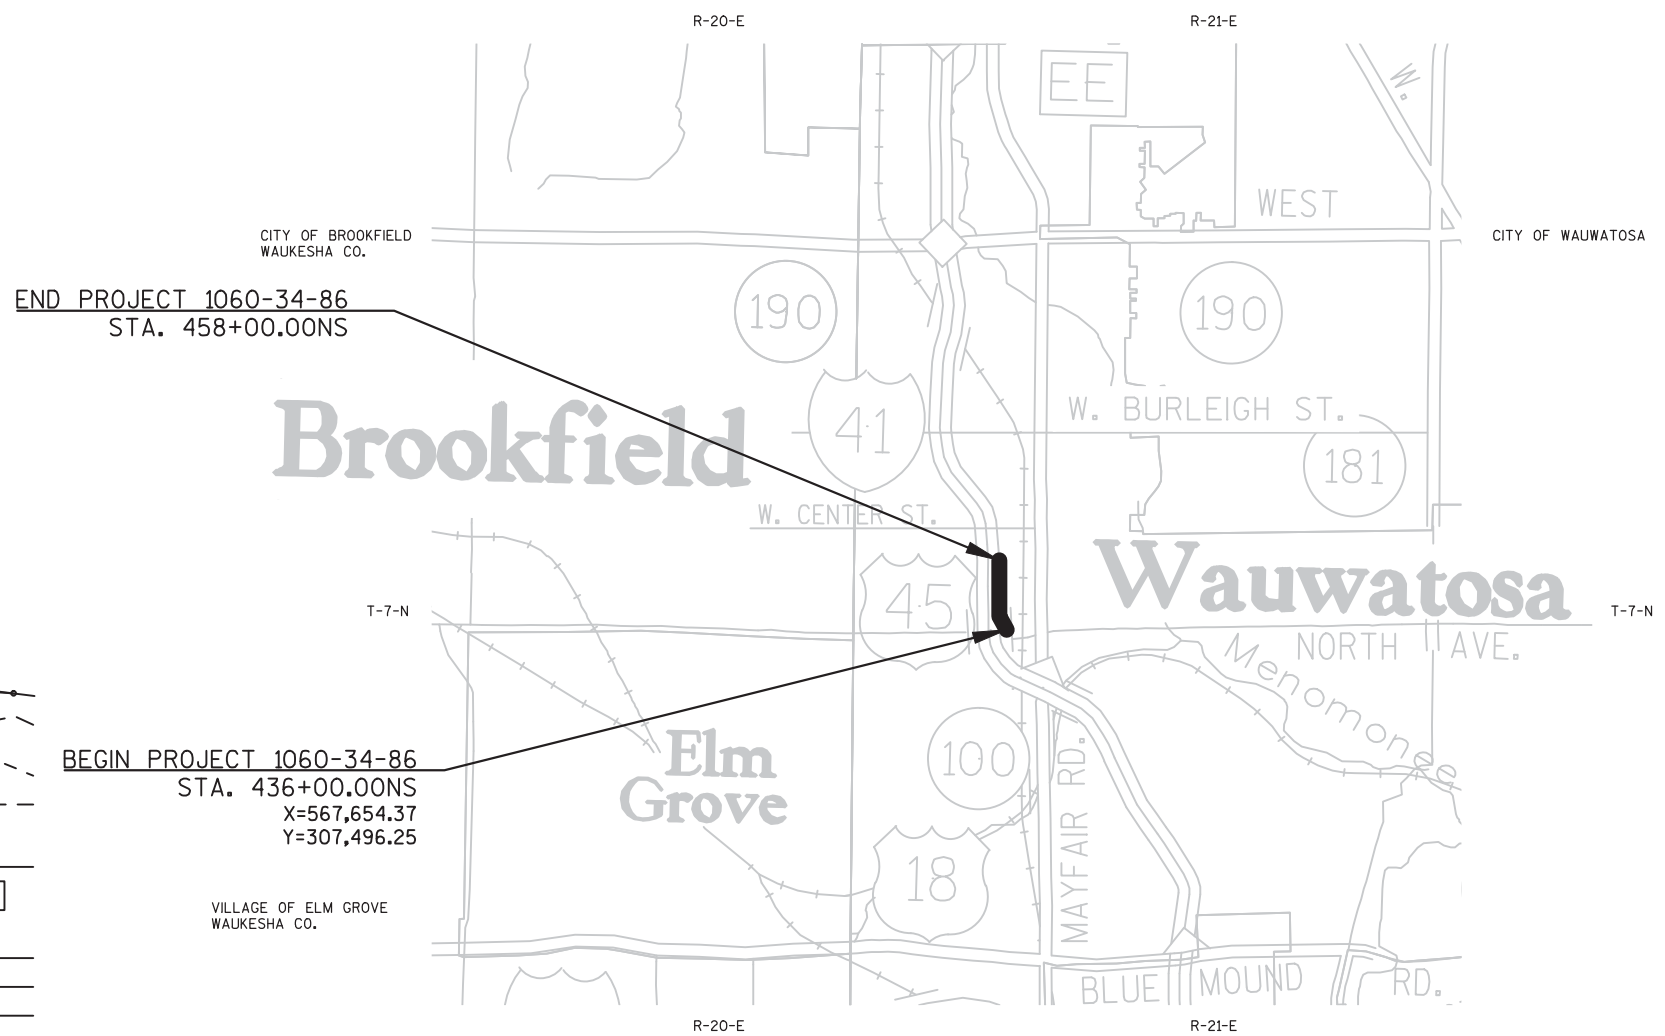 R-20-E
R-21-E
EE
W.
WEST
CITY OF BROOKFIELD
WAUKESHA CO.
CITY OF WAUWATOSA
END PROJECT 1060-34-86
STA. 458+00.00NS
190
190
Brookfield
41
W. BURLEIGH ST.
181
W. CENTER ST.
45
Wauwatosa
T-7-N
T-7-N
NORTH AVE.
Menomonee
BEGIN PROJECT 1060-34-86
STA. 436+00.00NS
X=567,654.37
Y=307,496.25
Elm
Grove
100
MAYFAIR RD.
18
VILLAGE OF ELM GROVE
WAUKESHA CO.
BLUE MOUND RD.
R-20-E
R-21-E